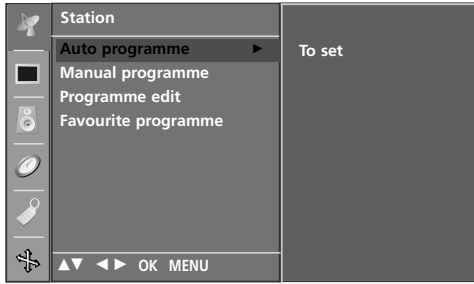 Station
Auto programme ►
To set
Manual programme
Programme edit
Favourite programme
▲▼ ◄► OK MENU